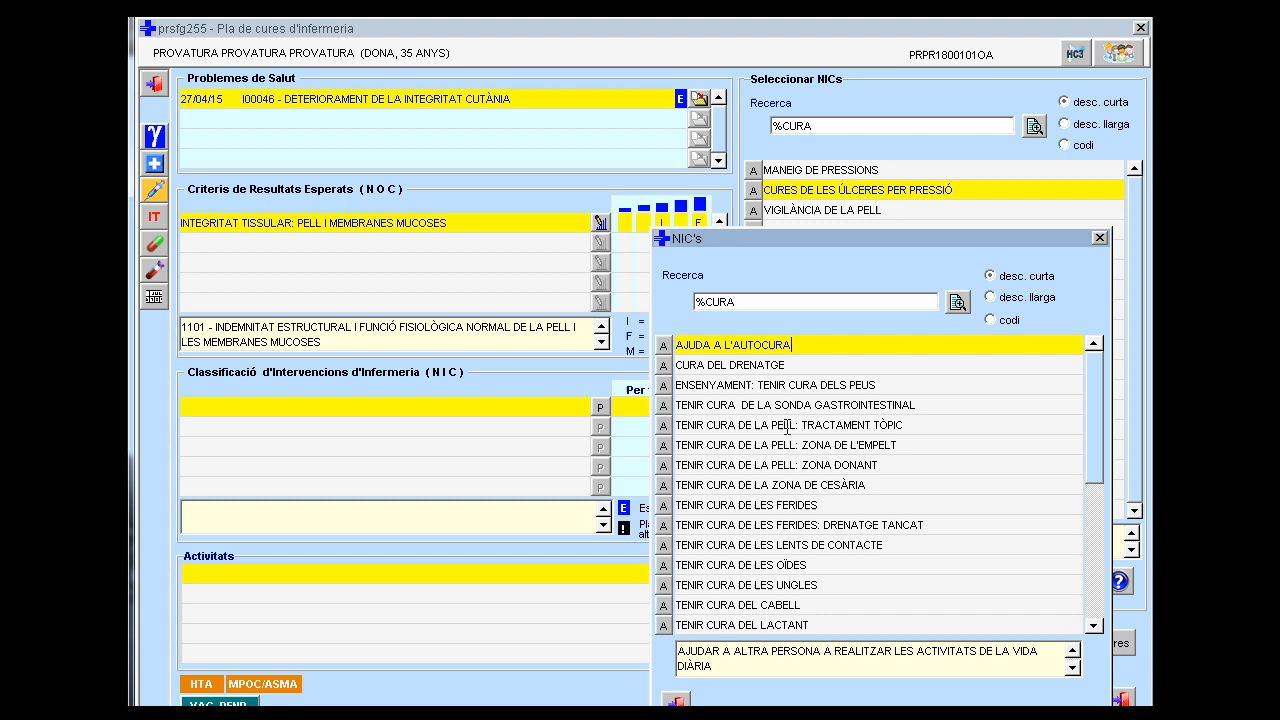 prsfg255 - Pla de cures d'infermeria
PROVATURA PROVATURA PROVATURA (DONA, 35 ANYS)
PRPR1800101OA
HC3
Problemes de Salut
27/04/15 I00046 - DETERIORAMENT DE LA INTEGRITAT CUTÀNIA
E
Criteris de Resultats Esperats ( N O C )
I F
INTEGRITAT TISSULAR: PELL I MEMBRANES MUCOSES
1101 - INDEMNITAT ESTRUCTURAL I FUNCIÓ FISIOLÒGICA NORMAL DE LA PELL I
LES MEMBRANES MUCOSES
I =
F =
M =
Classificació d'Intervencions d'Infermeria ( N I C )
Per
P
P
P
P
P
E Es
! Pl
alt
Activitats
HTA
MPOC/ASMA
IT
Seleccionar NICs
Recerca
%CURA
desc. curta
desc. llarga
codi
A MANEIG DE PRESSIONS
A CURES DE LES ÚLCERES PER PRESSIÓ
A VIGILÀNCIA DE LA PELL
?
res
NIC's
Recerca
%CURA
desc. curta
desc. llarga
codi
A AJUDA A L'AUTOCURA
A CURA DEL DRENATGE
A ENSENYAMENT: TENIR CURA DELS PEUS
A TENIR CURA DE LA SONDA GASTROINTESTINAL
A TENIR CURA DE LA PELL: TRACTAMENT TÒPIC
A TENIR CURA DE LA PELL: ZONA DE L'EMPELT
A TENIR CURA DE LA PELL: ZONA DONANT
A TENIR CURA DE LA ZONA DE CESÀRIA
A TENIR CURA DE LES FERIDES
A TENIR CURA DE LES FERIDES: DRENATGE TANCAT
A TENIR CURA DE LES LENTS DE CONTACTE
A TENIR CURA DE LES OÏDES
A TENIR CURA DE LES UNGLES
A TENIR CURA DEL CABELL
A TENIR CURA DEL LACTANT
AJUDAR A ALTRA PERSONA A REALITZAR LES ACTIVITATS DE LA VIDA
DIÀRIA